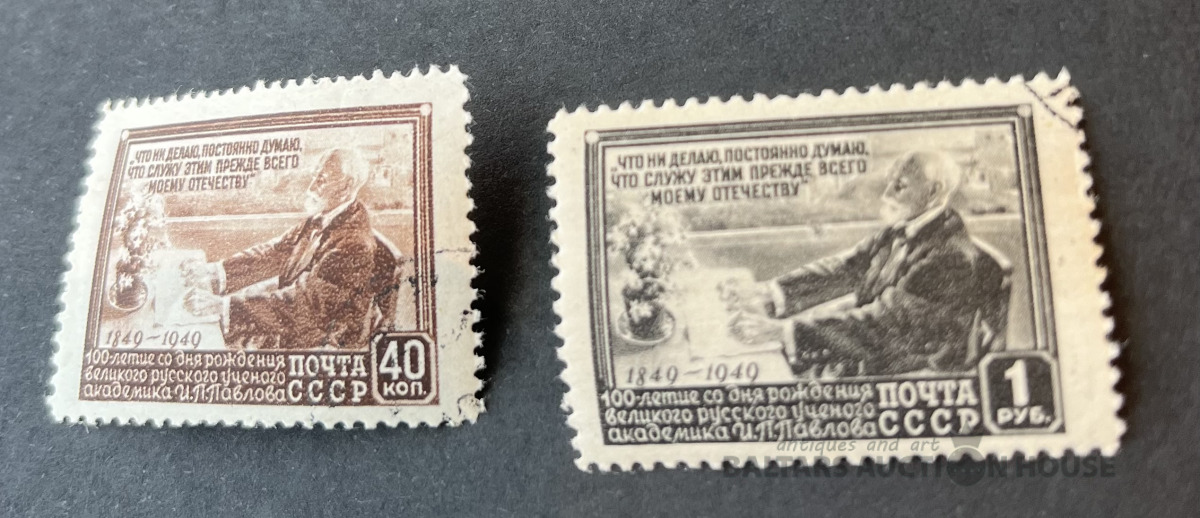 „ЧТО НИ ДЕЛАЮ, ПОСТОЯННО ДУМАЮ,
ЧТО СЛУЖУ ЭТИМ ПРЕЖДЕ ВСЕГО
МОЕМУ ОТЕЧЕСТВУ"
1849-1949
100-летие со дня рождения
великого русского ученого
академика И.П.Павлова
ПОЧТА
СССР
40
КОП.
„ЧТО НИ ДЕЛАЮ, ПОСТОЯННО ДУМАЮ,
ЧТО СЛУЖУ ЭТИМ ПРЕЖДЕ ВСЕГО
МОЕМУ ОТЕЧЕСТВУ"
1849-1949
100-летие со дня рождения
великого русского ученого
академика И.П.Павлова
ПОЧТА
СССР
1
РУБ.
antiques and art
BALTAKS AUCTION HOUSE